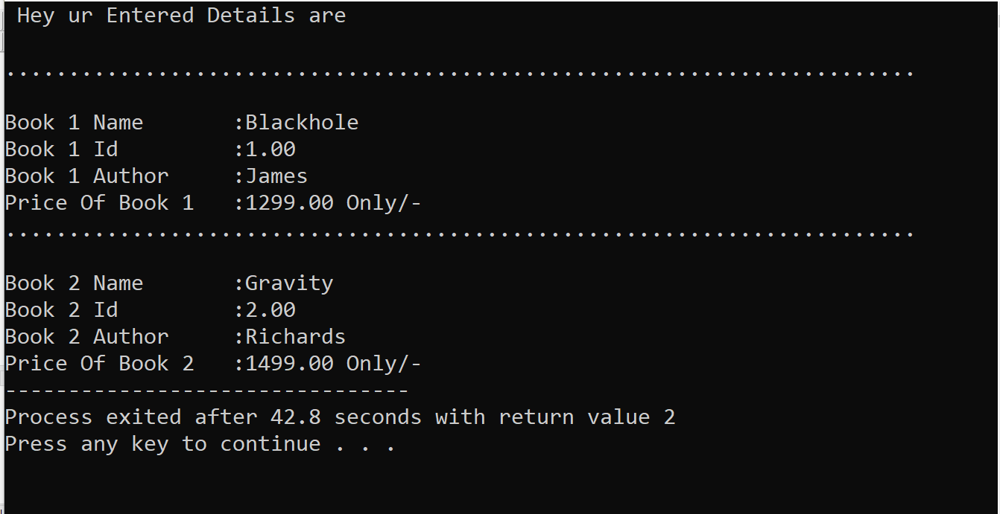 Hey ur Entered Details are
........................................................................
Book 1 Name       :Blackhole
Book 1 Id         :1.00
Book 1 Author     :James
Price Of Book 1   :1299.00 Only/-
........................................................................
Book 2 Name       :Gravity
Book 2 Id         :2.00
Book 2 Author     :Richards
Price Of Book 2   :1499.00 Only/-
--------------------------------
Process exited after 42.8 seconds with return value 2
Press any key to continue . . .